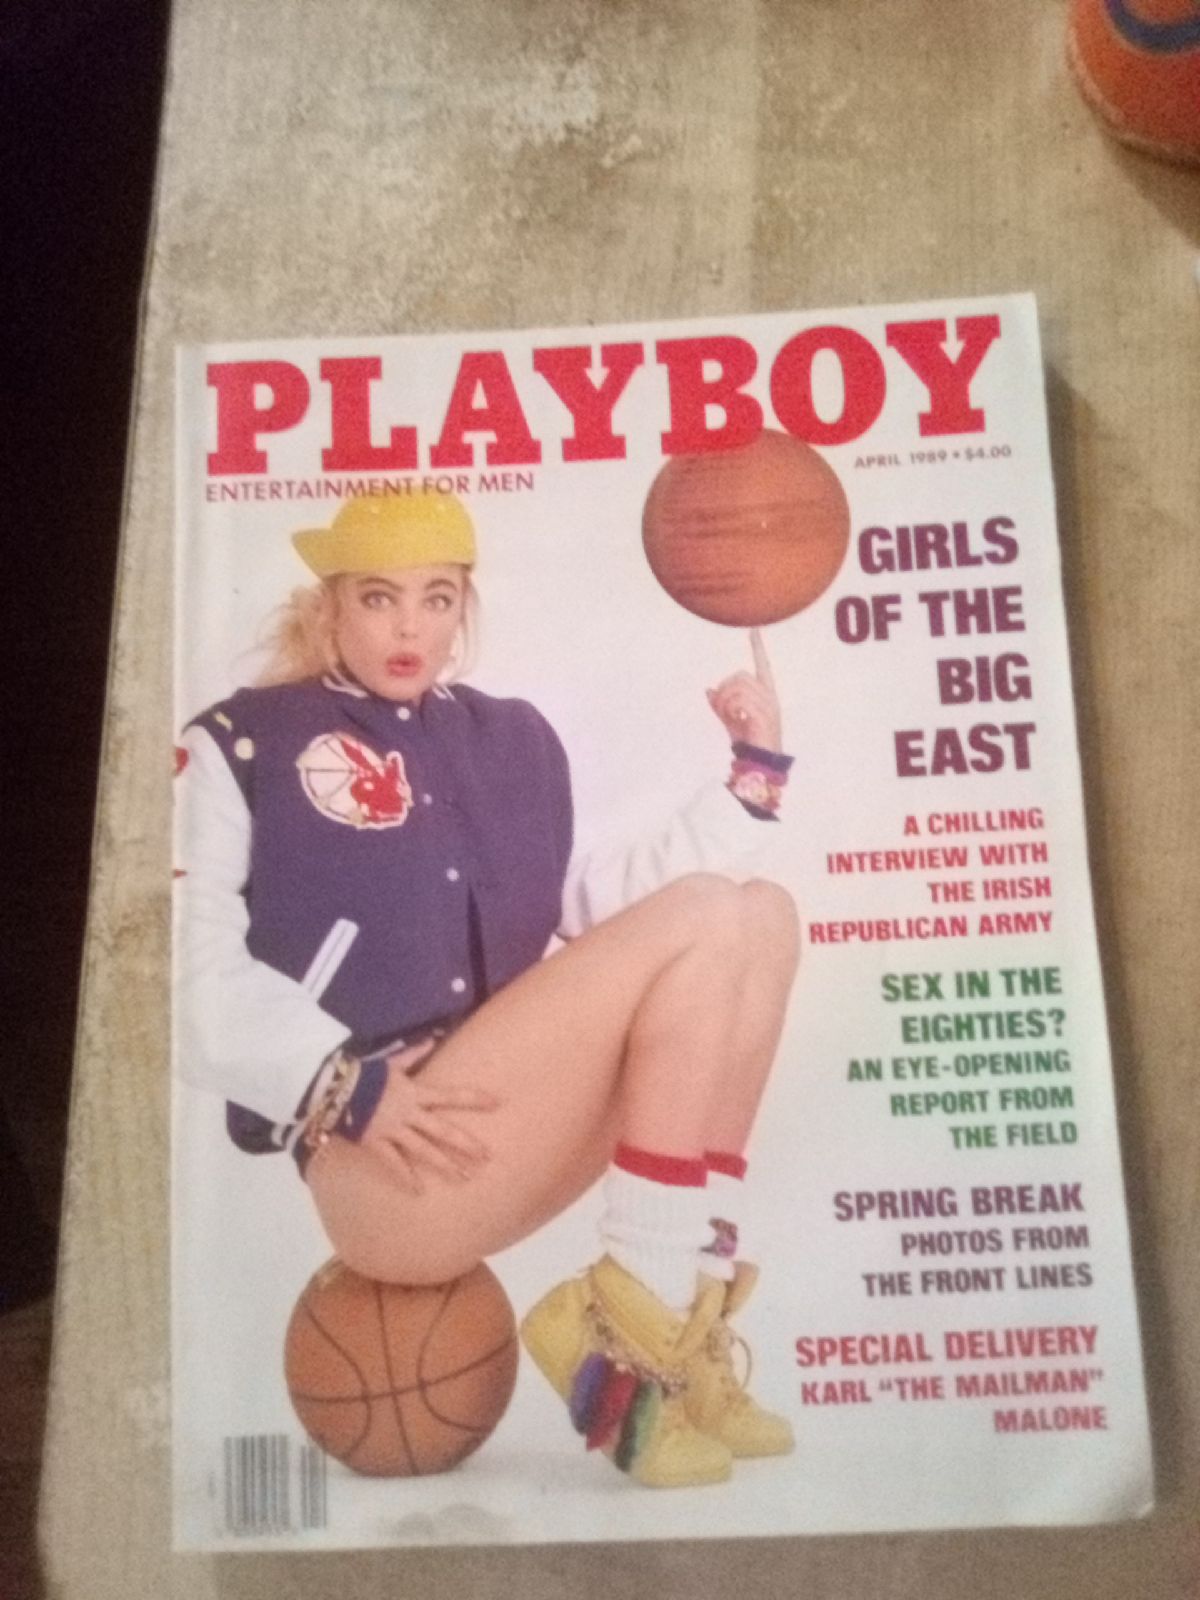 PLAYBOY
ENTERTAINMENT FOR MEN
APRIL 1989 • $4.00
GIRLS
OF THE
BIG
EAST
A CHILLING
INTERVIEW WITH
THE IRISH
REPUBLICAN ARMY
SEX IN THE
EIGHTIES?
AN EYE-OPENING
REPORT FROM
THE FIELD
SPRING BREAK
PHOTOS FROM
THE FRONT LINES
SPECIAL DELIVERY
KARL "THE MAILMAN"
MALONE